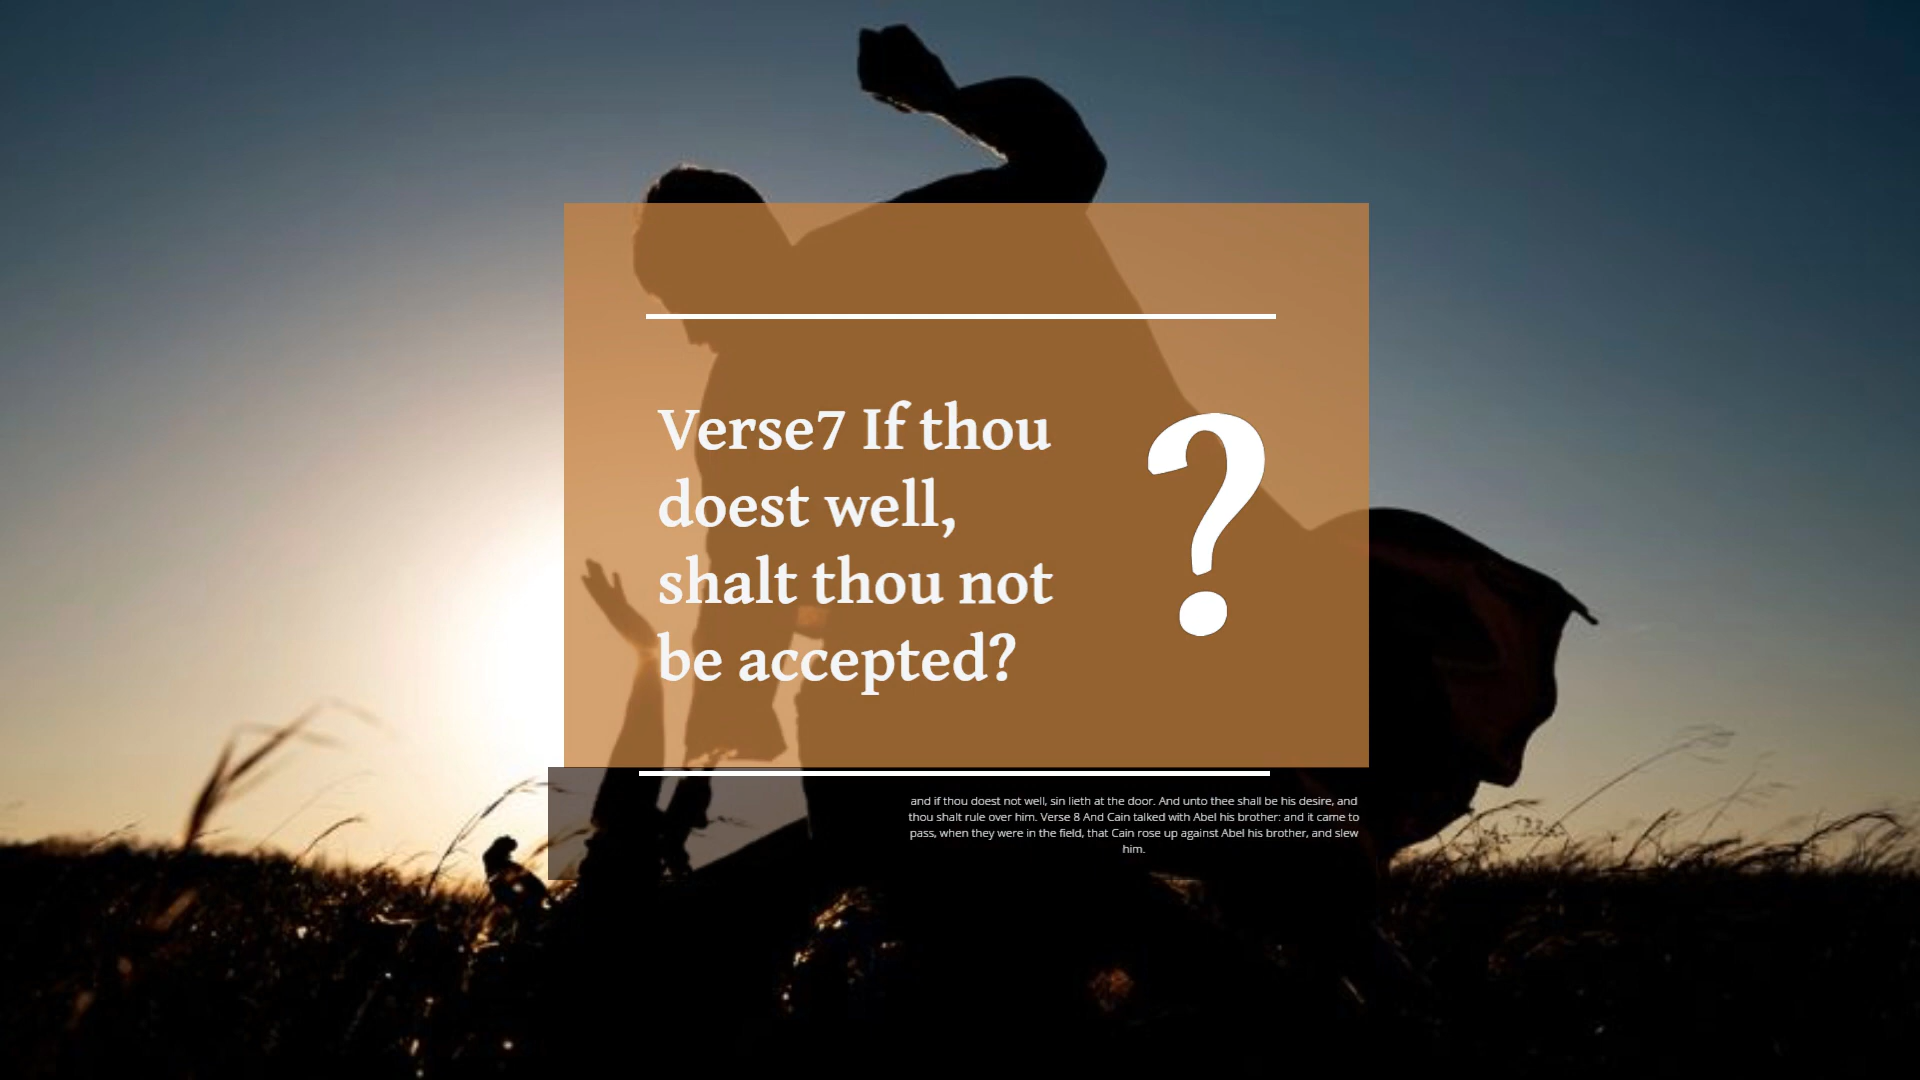 Verse7 If thou
doest well,
shalt thou not
be accepted?
?
and if thou doest not well, sin lieth at the door. And unto thee shall be his desire, and
thou shalt rule over him. Verse 8 And Cain talked with Abel his brother: and it came to
pass, when they were in the field, that Cain rose up against Abel his brother, and slew
him.